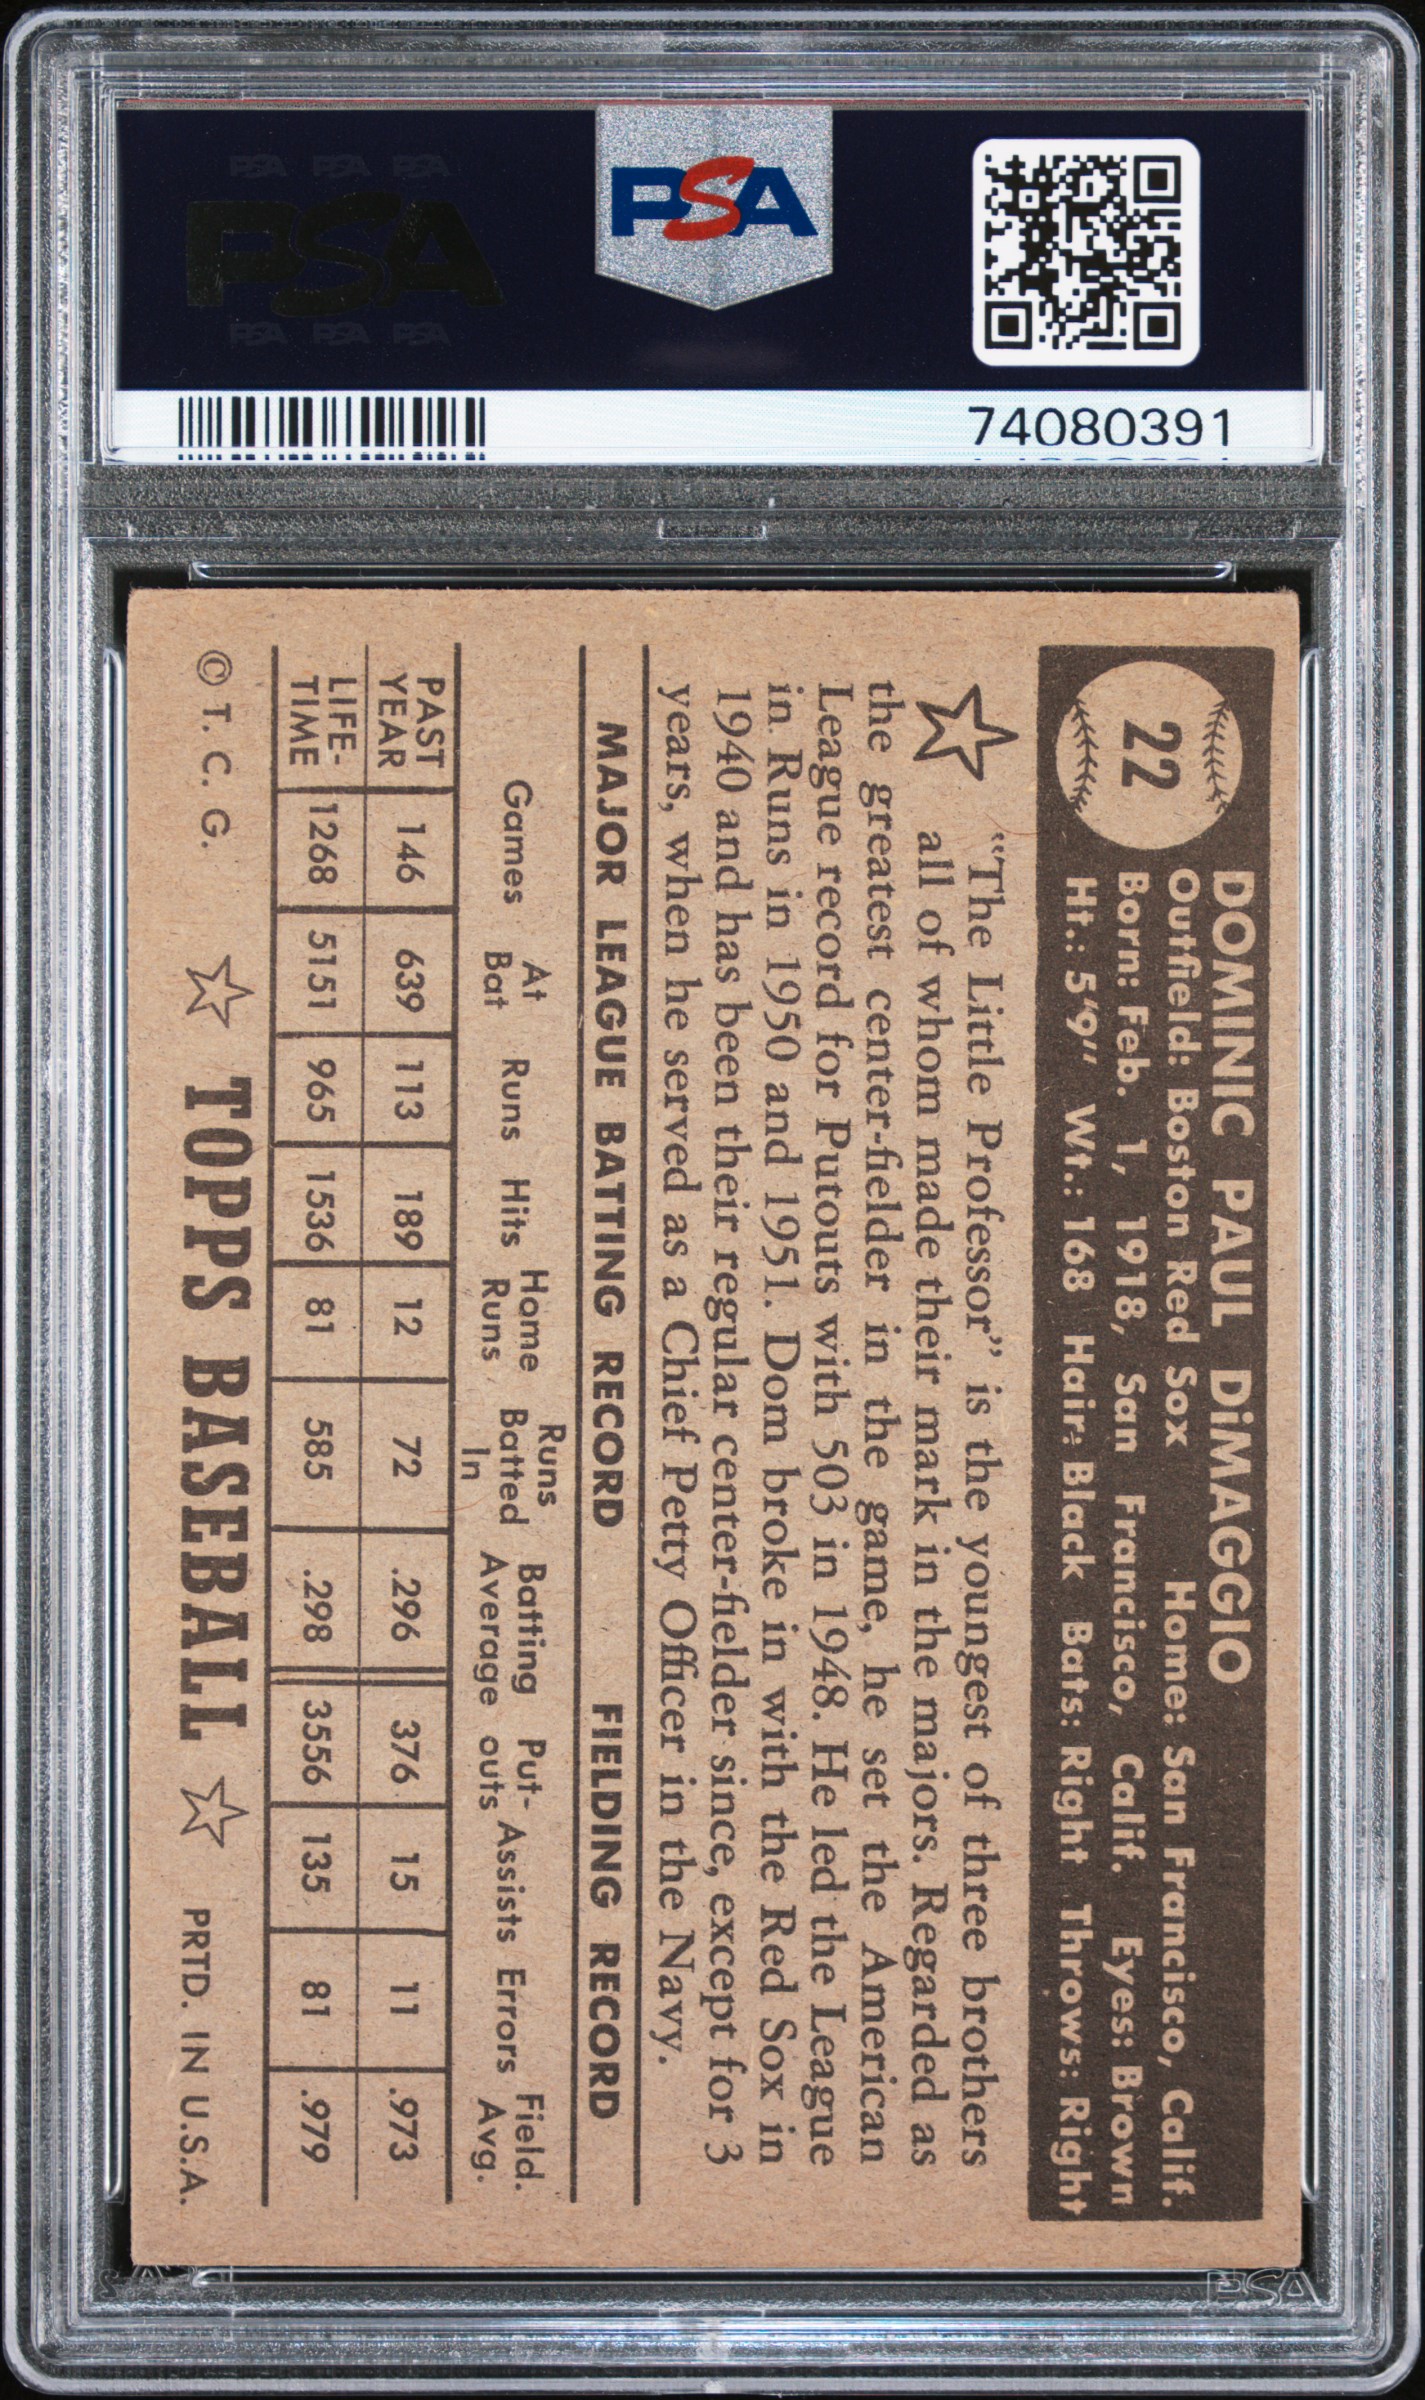 PSA PSA PSA
PSA
PSA PSA PSA
PSA
74080391
22
DOMINIC PAUL DiMAGGIO
Outfield: Boston Red Sox Home: San Francisco, Calif.
Born: Feb. 1, 1918, San Francisco, Calif. Eyes: Brown
Ht.: 5'9" Wt.: 168 Hair: Black Bats: Right Throws: Right
"The Little Professor" is the youngest of three brothers
all of whom made their mark in the majors. Regarded as
the greatest center-fielder in the game, he set the American
League record for Putouts with 503 in 1948. He led the League
in Runs in 1950 and 1951. Dom broke in with the Red Sox in
1940 and has been their regular center-fielder since, except for 3
years, when he served as a Chief Petty Officer in the Navy.
MAJOR LEAGUE BATTING RECORD FIELDING RECORD
Games At Bat Runs Hits Home Runs Runs Batted In Batting Average Put-outs Assists Errors Field. Avg.
PAST YEAR 146 639 113 189 12 72 .296 376 15 11 .973
LIFE-TIME 1268 5151 965 1536 81 585 .298 3556 135 81 .979
© T. C. G. TOPPS BASEBALL PRTD. IN U.S.A.
PSA